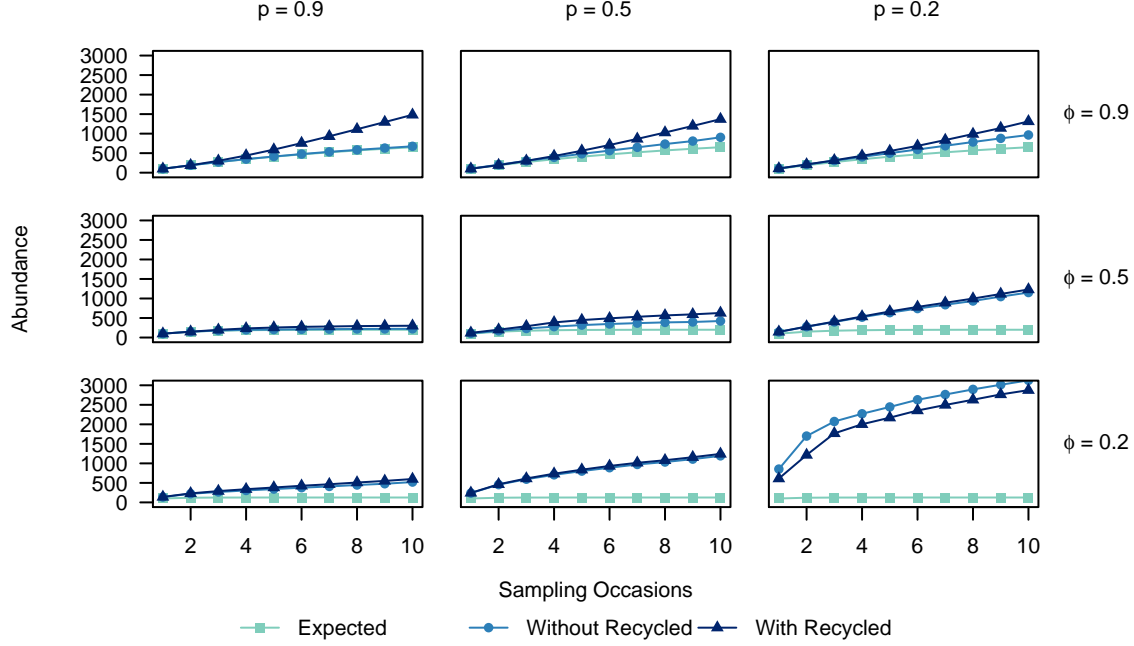 p = 0.9 p = 0.5 p = 0.2
3000
2500
2000
1500
1000
500
0
ϕ = 0.9
3000
2500
2000
1500
1000
500
0
ϕ = 0.5
Abundance
3000
2500
2000
1500
1000
500
0
ϕ = 0.2
2 4 6 8 10 2 4 6 8 10 2 4 6 8 10
Sampling Occasions
Expected Without Recycled With Recycled